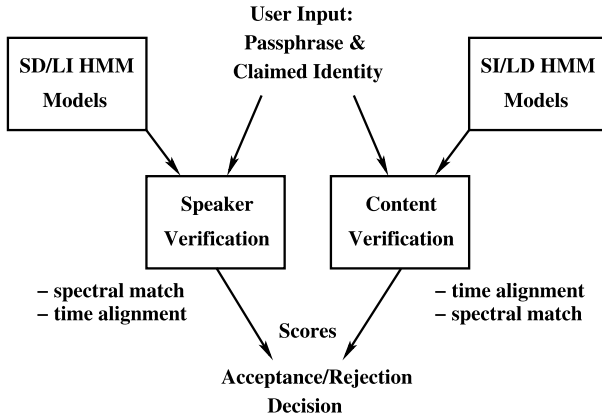 User Input:
Passphrase &
Claimed Identity
SD/LI HMM
Models
SI/LD HMM
Models
Speaker
Verification
Content
Verification
– spectral match
– time alignment
– time alignment
– spectral match
Scores
Acceptance/Rejection
Decision